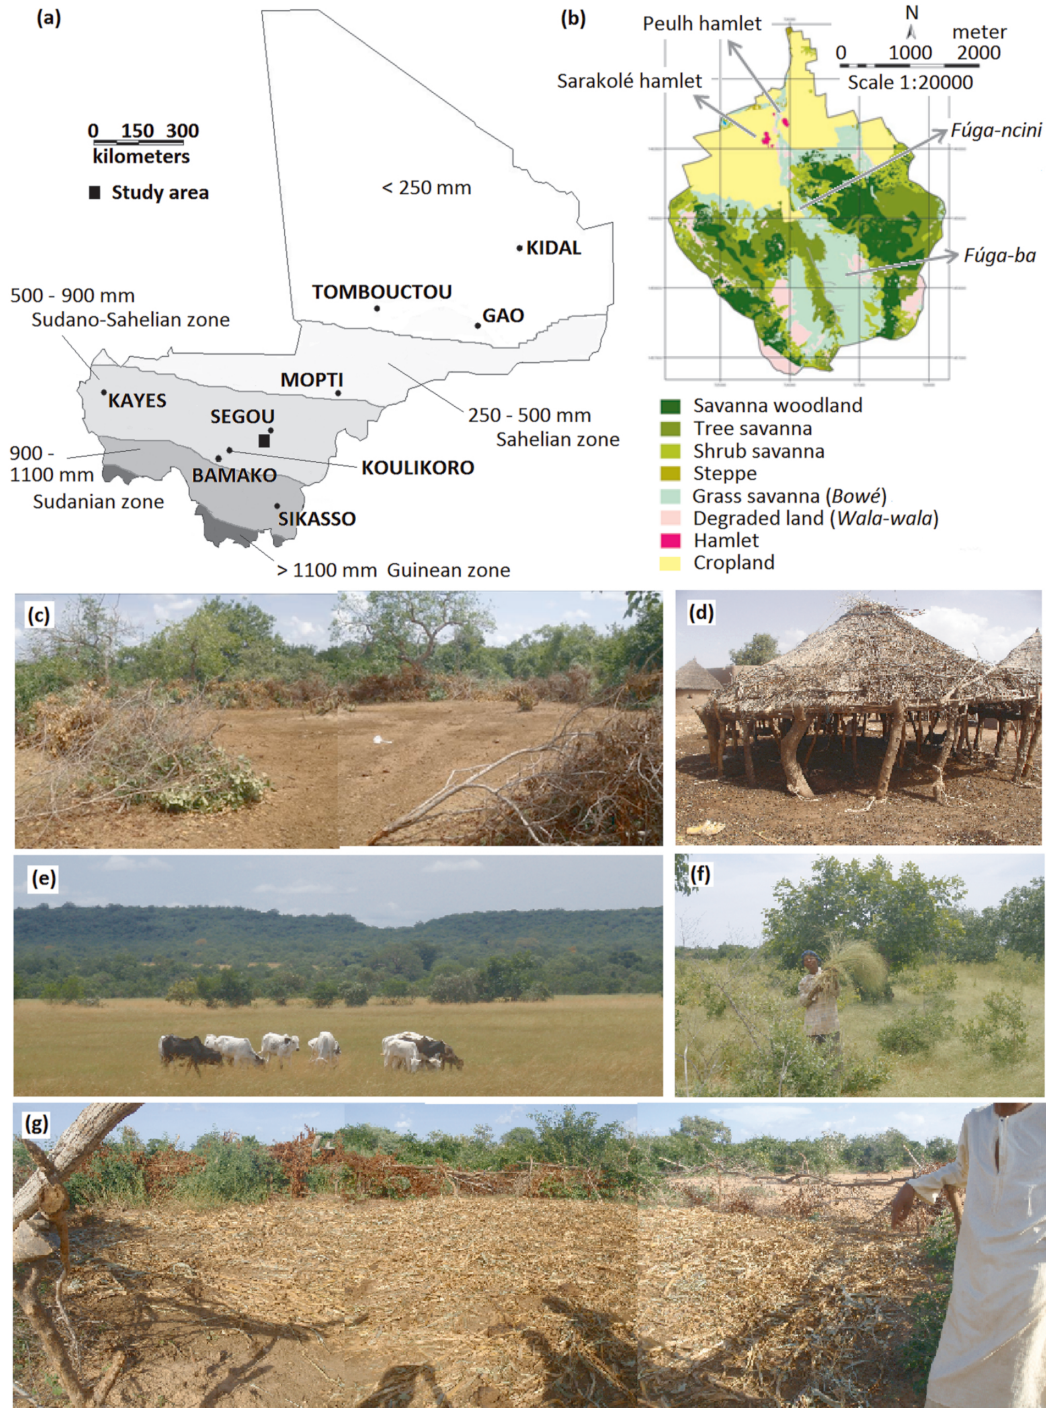 (a)
0 150 300
kilometers
Study area
< 250 mm
KIDAL
TOMBOUCTOU
GAO
500 - 900 mm
Sudano-Sahelian zone
MOPTI
KAYES
SEGOU
250 - 500 mm
Sahelian zone
900 -
1100 mm
Sudanian zone
BAMAKO
KOULIKORO
SIKASSO
> 1100 mm Guinean zone
(b)
Peulh hamlet
N
meter
0 1000 2000
Scale 1:20000
Sarakolé hamlet
Fúga-ncini
Fúga-ba
Savanna woodland
Tree savanna
Shrub savanna
Steppe
Grass savanna (Bowé)
Degraded land (Wala-wala)
Hamlet
Cropland
(c)
(d)
(e)
(f)
(g)